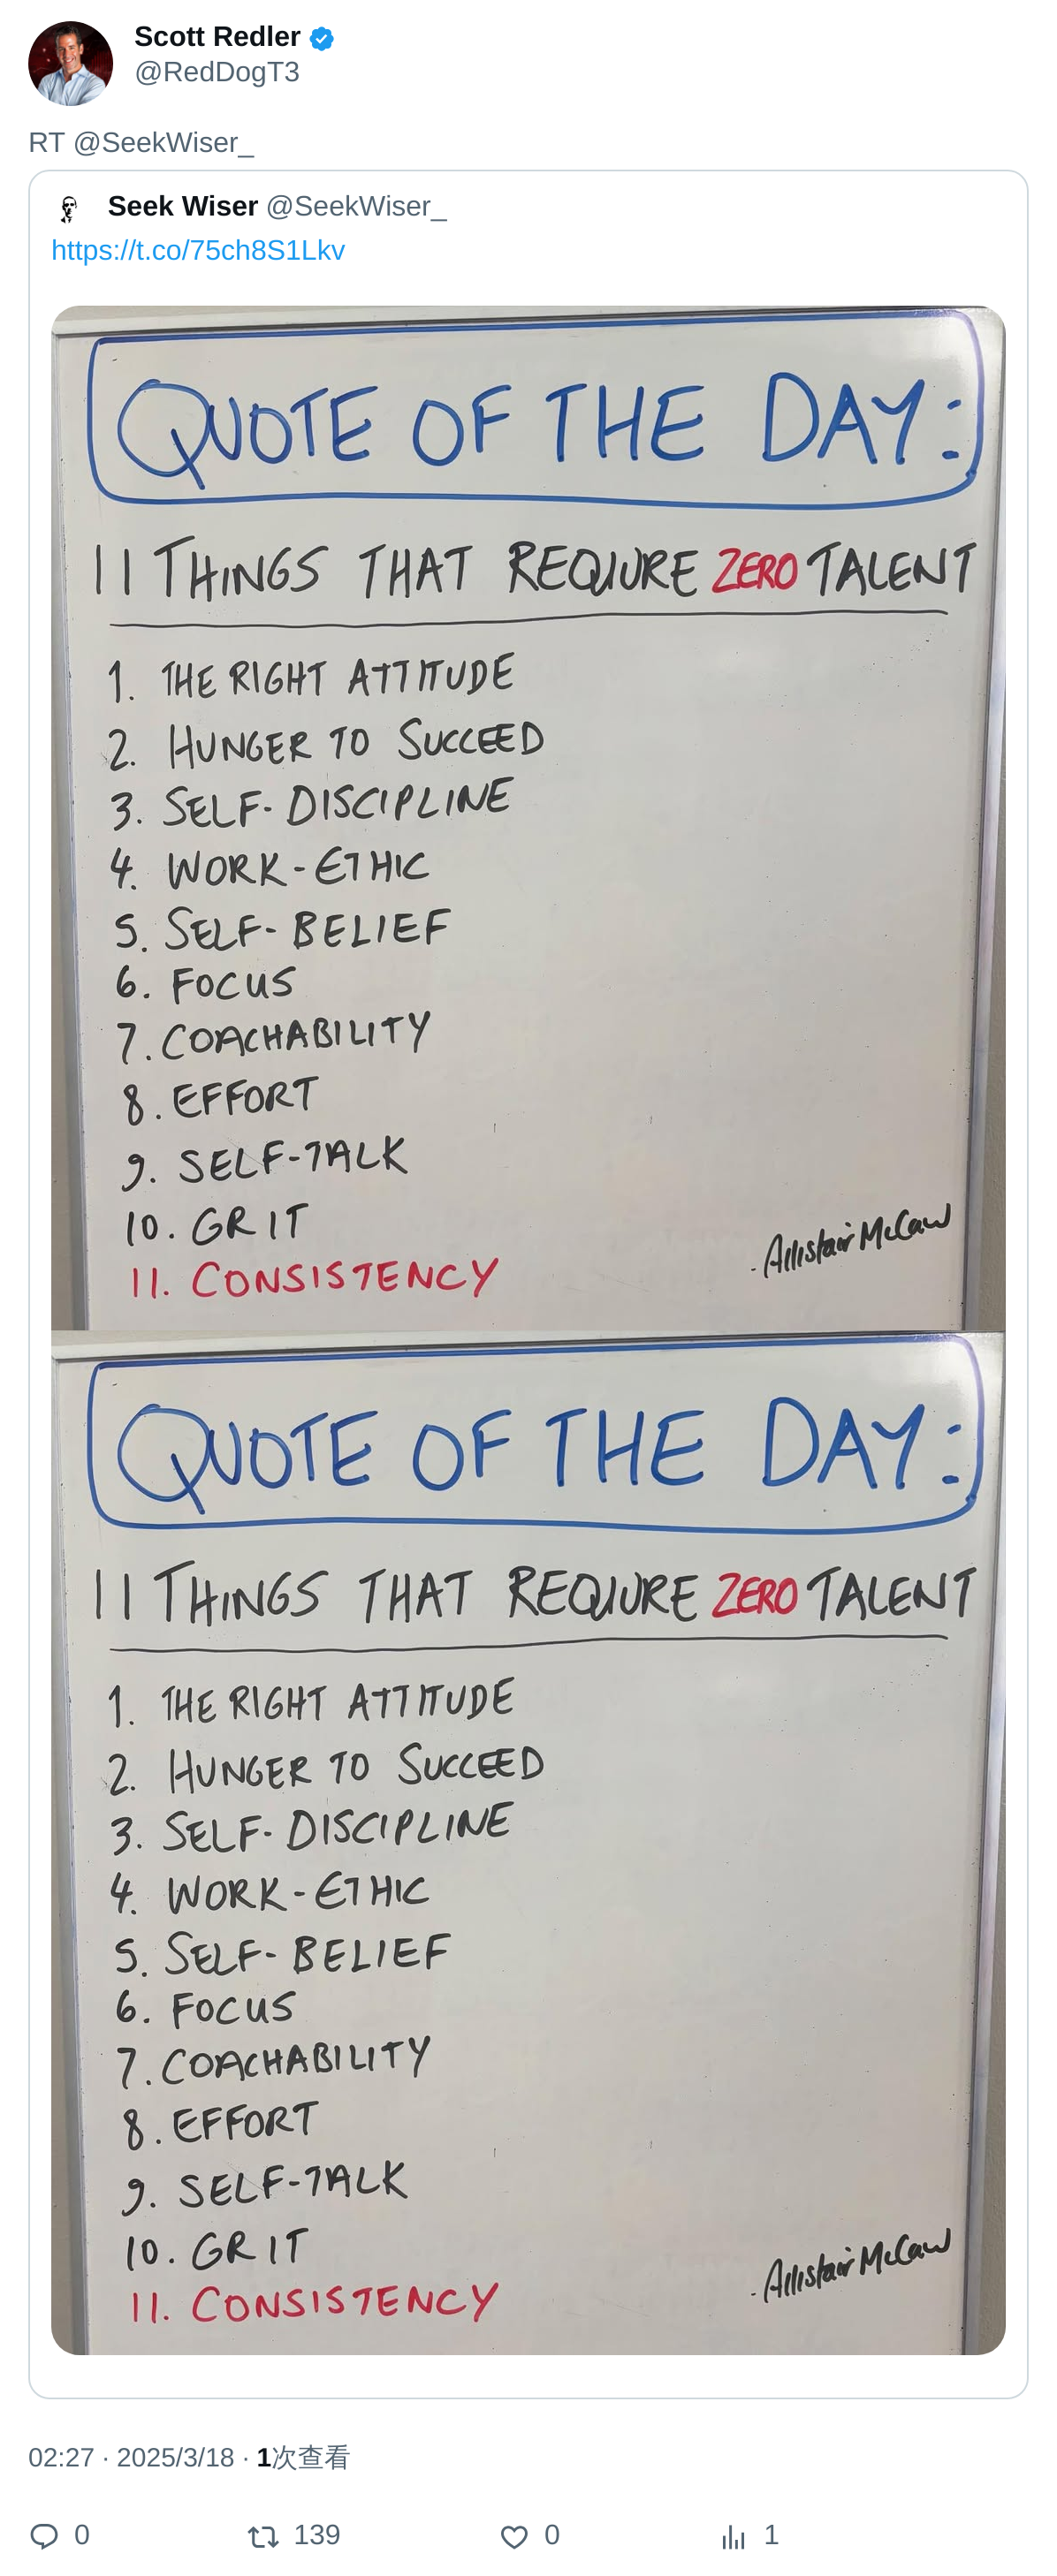 Scott Redler
@RedDogT3
RT @SeekWiser_
Seek Wiser @SeekWiser_
https://t.co/75ch8S1Lkv
QUOTE OF THE DAY:
11 THINGS THAT REQIURE ZERO TALENT
1. THE RIGHT ATTITUDE
2. HUNGER TO SUCCEED
3. SELF-DISCIPLINE
4. WORK-ETHIC
5. SELF-BELIEF
6. FOCUS
7. COACHABILITY
8. EFFORT
9. SELF-TALK
10. GRIT
11. CONSISTENCY
- Allistair McCaw
QUOTE OF THE DAY:
11 THINGS THAT REQIURE ZERO TALENT
1. THE RIGHT ATTITUDE
2. HUNGER TO SUCCEED
3. SELF-DISCIPLINE
4. WORK-ETHIC
5. SELF-BELIEF
6. FOCUS
7. COACHABILITY
8. EFFORT
9. SELF-TALK
10. GRIT
11. CONSISTENCY
- Allistair McCaw
02:27 · 2025/3/18 · 1次查看
0 139 0 1